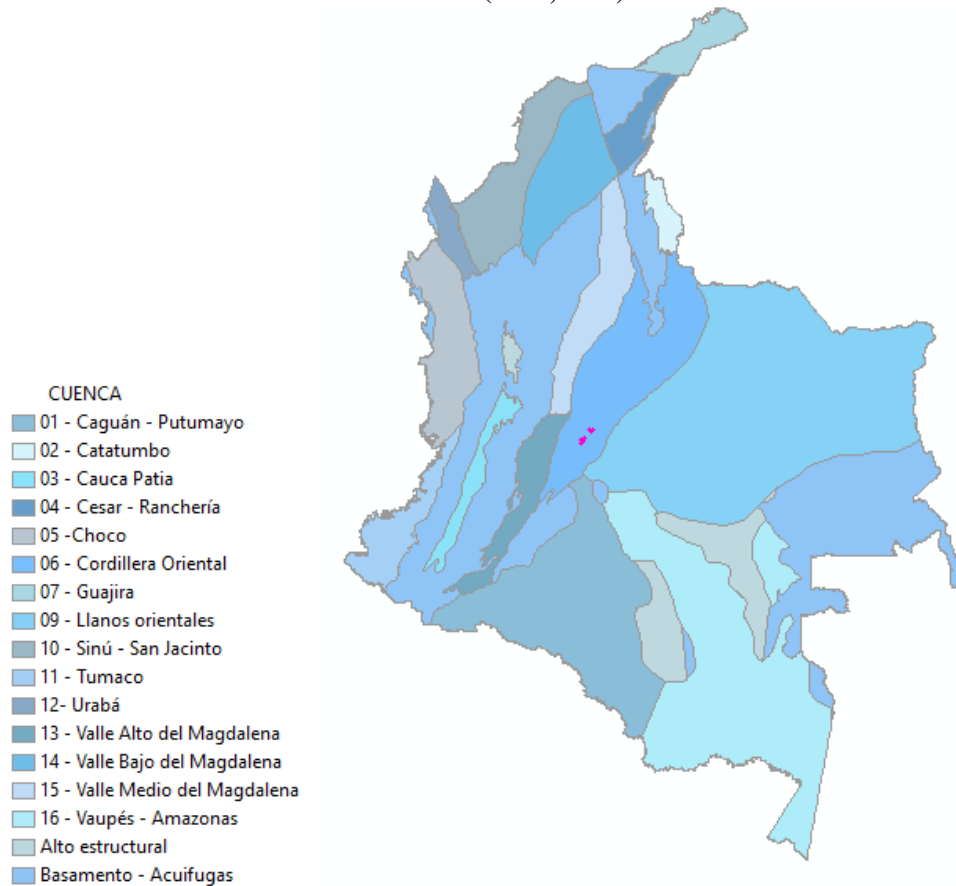 CUENCA
01 - Caguán - Putumayo
02 - Catatumbo
03 - Cauca Patia
04 - Cesar - Ranchería
05 -Choco
06 - Cordillera Oriental
07 - Guajira
09 - Llanos orientales
10 - Sinú - San Jacinto
11 - Tumaco
12- Urabá
13 - Valle Alto del Magdalena
14 - Valle Bajo del Magdalena
15 - Valle Medio del Magdalena
16 - Vaupés - Amazonas
Alto estructural
Basamento - Acuifugas